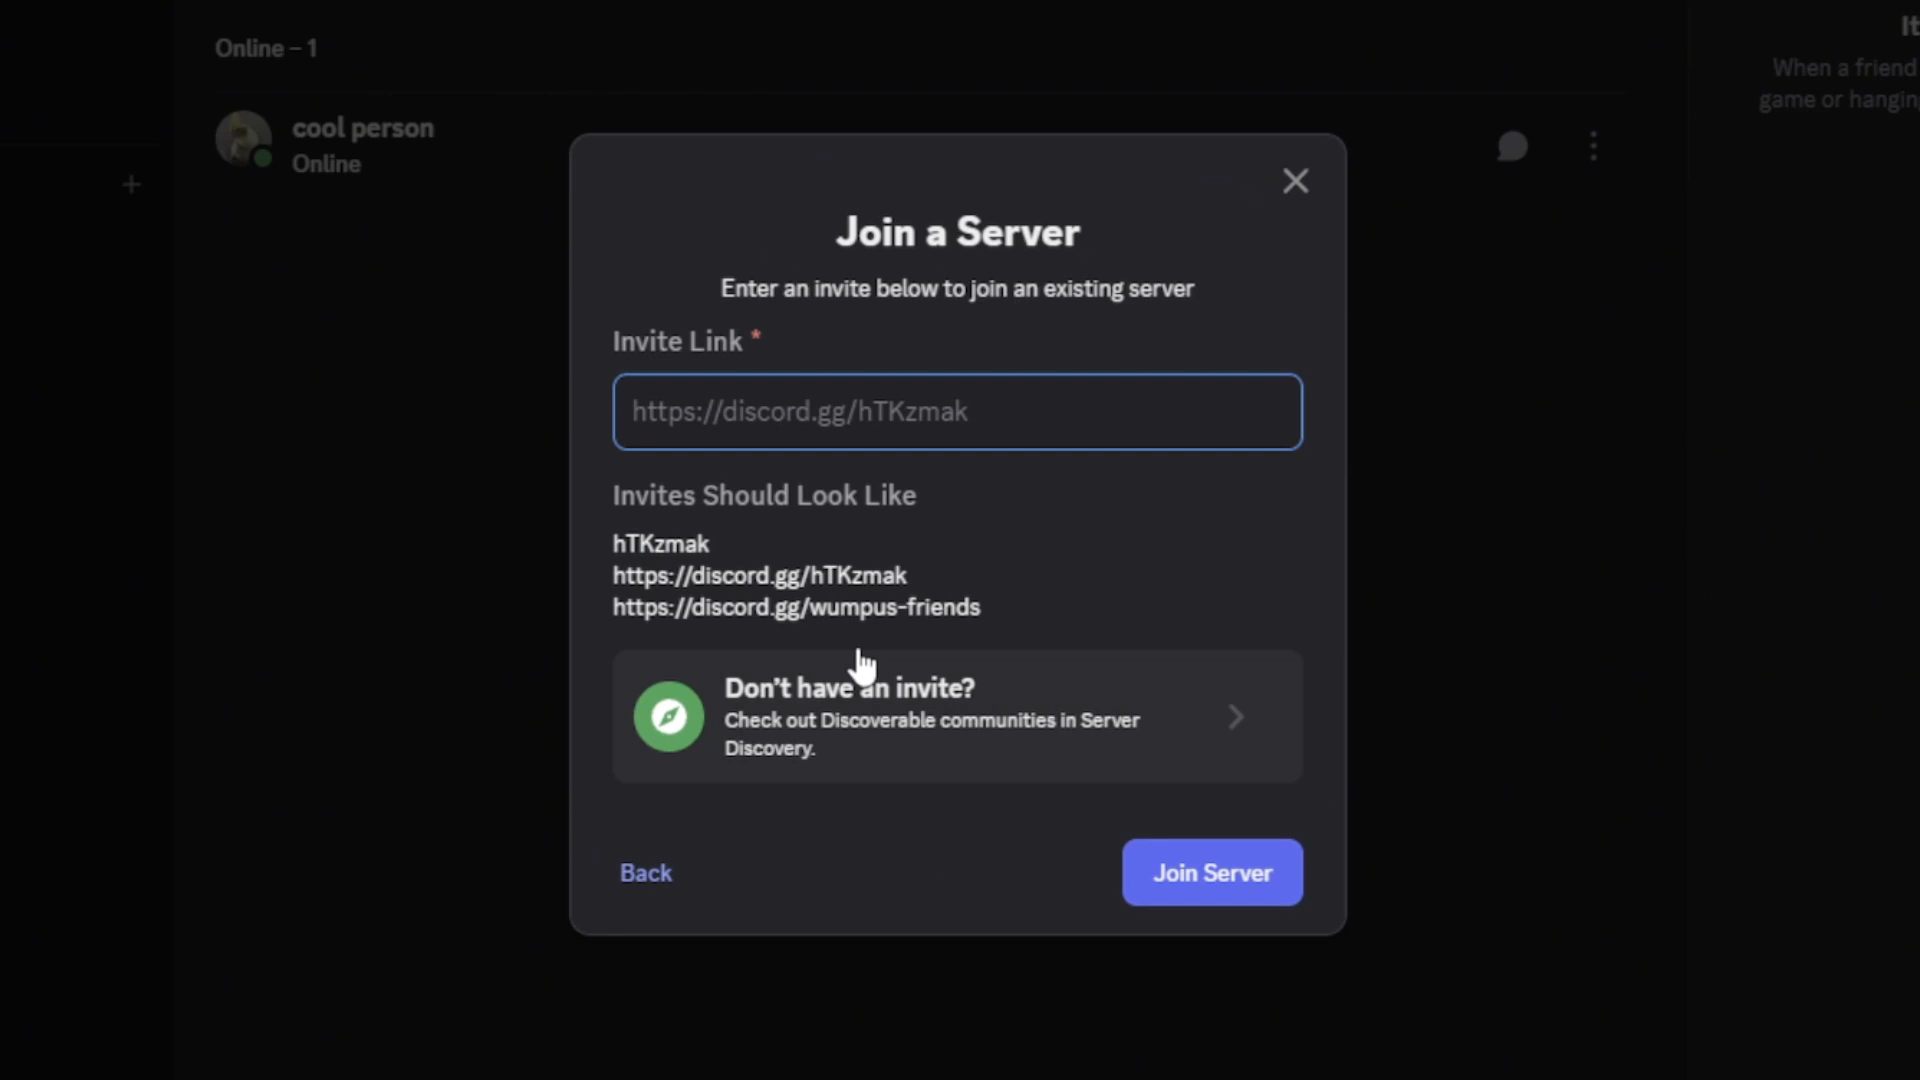 Online – 1
It
When a friend
game or hangin
cool person
Online
Join a Server
Enter an invite below to join an existing server
Invite Link *
https://discord.gg/hTKzmak
Invites Should Look Like
hTKzmak
https://discord.gg/hTKzmak
https://discord.gg/wumpus-friends
Don't have an invite?
Check out Discoverable communities in Server
Discovery.
Back
Join Server